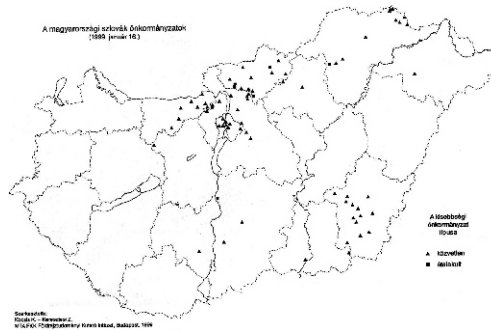 A magyarországi szlovák önkormányzatok
(1999. január 16.)
A kisebbségi
önkormányzat
típusa
közvetlen
átalakult
Szerkesztette:
Kocsis K. -
MTA FKK Földrajztudományi Kutató Intézet, Budapest, 1999